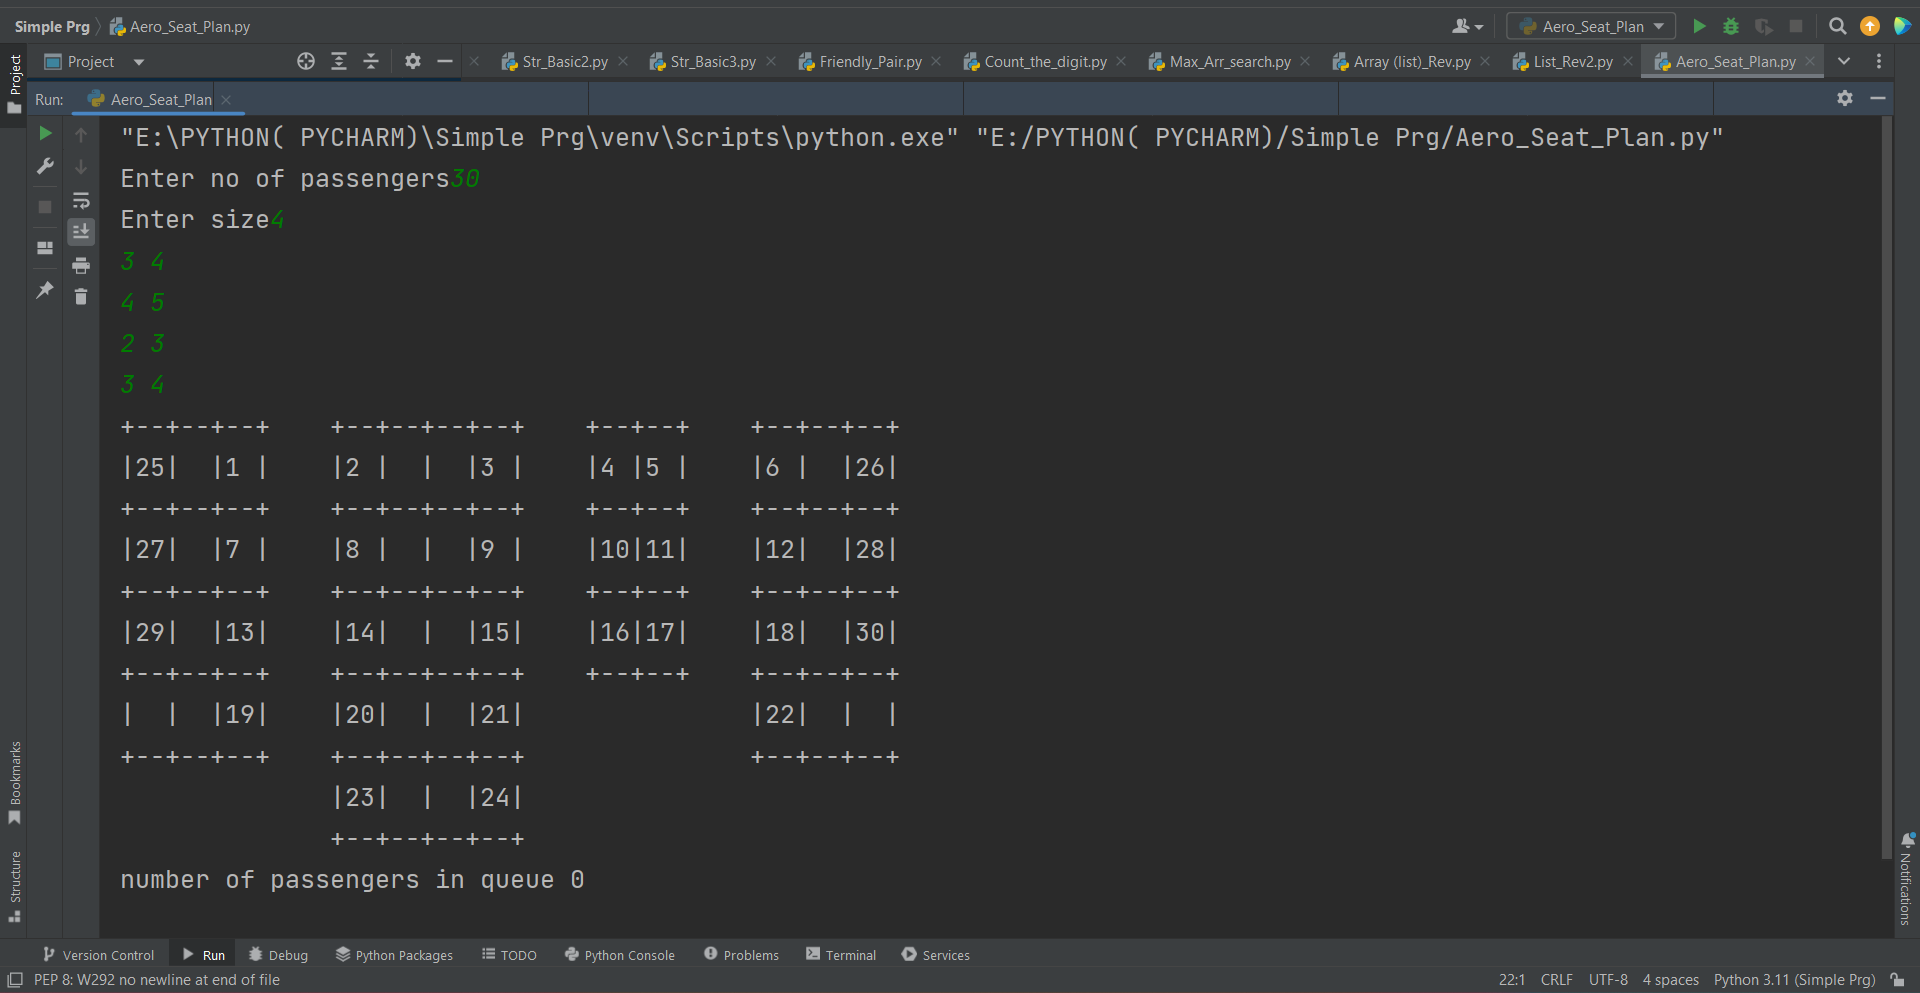 Simple Prg Aero_Seat_Plan.py Aero_Seat_Plan
Project Project Str_Basic2.py Str_Basic3.py Friendly_Pair.py Count_the_digit.py Max_Arr_search.py Array (list)_Rev.py List_Rev2.py Aero_Seat_Plan.py
Run: Aero_Seat_Plan
"E:\PYTHON( PYCHARM)\Simple Prg\venv\Scripts\python.exe" "E:/PYTHON( PYCHARM)/Simple Prg/Aero_Seat_Plan.py"
Enter no of passengers30
Enter size4
3 4
4 5
2 3
3 4
+--+--+--+    +--+--+--+--+    +--+--+    +--+--+--+
|25|  |1 |    |2 |  |  |3 |    |4 |5 |    |6 |  |26|
+--+--+--+    +--+--+--+--+    +--+--+    +--+--+--+
|27|  |7 |    |8 |  |  |9 |    |10|11|    |12|  |28|
+--+--+--+    +--+--+--+--+    +--+--+    +--+--+--+
|29|  |13|    |14|  |  |15|    |16|17|    |18|  |30|
+--+--+--+    +--+--+--+--+    +--+--+    +--+--+--+
|  |  |19|    |20|  |  |21|               |22|  |  |
+--+--+--+    +--+--+--+--+               +--+--+--+
              |23|  |  |24|
              +--+--+--+--+
number of passengers in queue 0
Bookmarks
Structure
Notifications
Version Control Run Debug Python Packages TODO Python Console Problems Terminal Services
PEP 8: W292 no newline at end of file 22:1 CRLF UTF-8 4 spaces Python 3.11 (Simple Prg)